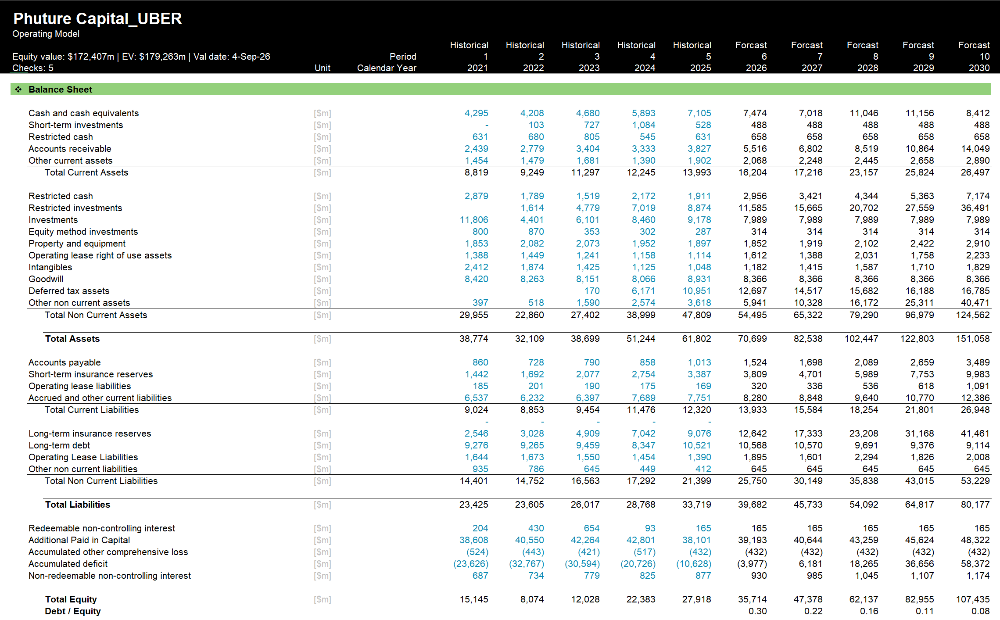 Phuture Capital_UBER
Operating Model
Historical Historical Historical Historical Historical Forcast Forcast Forcast Forcast Forcast
Equity value: $172,407m | EV: $179,263m | Val date: 4-Sep-26 Period 1 2 3 4 5 6 7 8 9 10
Checks: 5 Unit Calendar Year 2021 2022 2023 2024 2025 2026 2027 2028 2029 2030
❖ Balance Sheet
Cash and cash equivalents [$m] 4,295 4,208 4,680 5,893 7,105 7,474 7,018 11,046 11,156 8,412
Short-term investments [$m] - 103 727 1,084 528 488 488 488 488 488
Restricted cash [$m] 631 680 805 545 631 658 658 658 658 658
Accounts receivable [$m] 2,439 2,779 3,404 3,333 3,827 5,516 6,802 8,519 10,864 14,049
Other current assets [$m] 1,454 1,479 1,681 1,390 1,902 2,068 2,248 2,445 2,658 2,890
Total Current Assets [$m] 8,819 9,249 11,297 12,245 13,993 16,204 17,216 23,157 25,824 26,497
Restricted cash [$m] 2,879 1,789 1,519 2,172 1,911 2,956 3,421 4,344 5,363 7,174
Restricted investments [$m] 1,614 4,779 7,019 8,874 11,585 15,665 20,702 27,559 36,491
Investments [$m] 11,806 4,401 6,101 8,460 9,178 7,989 7,989 7,989 7,989 7,989
Equity method investments [$m] 800 870 353 302 287 314 314 314 314 314
Property and equipment [$m] 1,853 2,082 2,073 1,952 1,897 1,852 1,919 2,102 2,422 2,910
Operating lease right of use assets [$m] 1,388 1,449 1,241 1,158 1,114 1,612 1,388 2,031 1,758 2,233
Intangibles [$m] 2,412 1,874 1,425 1,125 1,048 1,182 1,415 1,587 1,710 1,829
Goodwill [$m] 8,420 8,263 8,151 8,066 8,931 8,366 8,366 8,366 8,366 8,366
Deferred tax assets [$m] 170 6,171 10,951 12,697 14,517 15,682 16,188 16,785
Other non current assets [$m] 397 518 1,590 2,574 3,618 5,941 10,328 16,172 25,311 40,471
Total Non Current Assets [$m] 29,955 22,860 27,402 38,999 47,809 54,495 65,322 79,290 96,979 124,562
Total Assets [$m] 38,774 32,109 38,699 51,244 61,802 70,699 82,538 102,447 122,803 151,058
Accounts payable [$m] 860 728 790 858 1,013 1,524 1,698 2,089 2,659 3,489
Short-term insurance reserves [$m] 1,442 1,692 2,077 2,754 3,387 3,809 4,701 5,989 7,753 9,983
Operating lease liabilities [$m] 185 201 190 175 169 320 336 536 618 1,091
Accrued and other current liabilities [$m] 6,537 6,232 6,397 7,689 7,751 8,280 8,848 9,640 10,770 12,386
Total Current Liabilities [$m] 9,024 8,853 9,454 11,476 12,320 13,933 15,584 18,254 21,801 26,948
- - - - -
Long-term insurance reserves [$m] 2,546 3,028 4,909 7,042 9,076 12,642 17,333 23,208 31,168 41,461
Long-term debt [$m] 9,276 9,265 9,459 8,347 10,521 10,568 10,570 9,691 9,376 9,114
Operating Lease Liabilities [$m] 1,644 1,673 1,550 1,454 1,390 1,895 1,601 2,294 1,826 2,008
Other non current liabilities [$m] 935 786 645 449 412 645 645 645 645 645
Total Non Current Liabilities [$m] 14,401 14,752 16,563 17,292 21,399 25,750 30,149 35,838 43,015 53,229
Total Liabilities [$m] 23,425 23,605 26,017 28,768 33,719 39,682 45,733 54,092 64,817 80,177
Redeemable non-controlling interest [$m] 204 430 654 93 165 165 165 165 165 165
Additional Paid in Capital [$m] 38,608 40,550 42,264 42,801 38,101 39,193 40,644 43,259 45,624 48,322
Accumulated other comprehensive loss [$m] (524) (443) (421) (517) (432) (432) (432) (432) (432) (432)
Accumulated deficit [$m] (23,626) (32,767) (30,594) (20,726) (10,628) (3,977) 6,181 18,265 36,656 58,372
Non-redeemable non-controlling interest [$m] 687 734 779 825 877 930 985 1,045 1,107 1,174
Total Equity [$m] 15,145 8,074 12,028 22,383 27,918 35,714 47,378 62,137 82,955 107,435
Debt / Equity 0.30 0.22 0.16 0.11 0.08